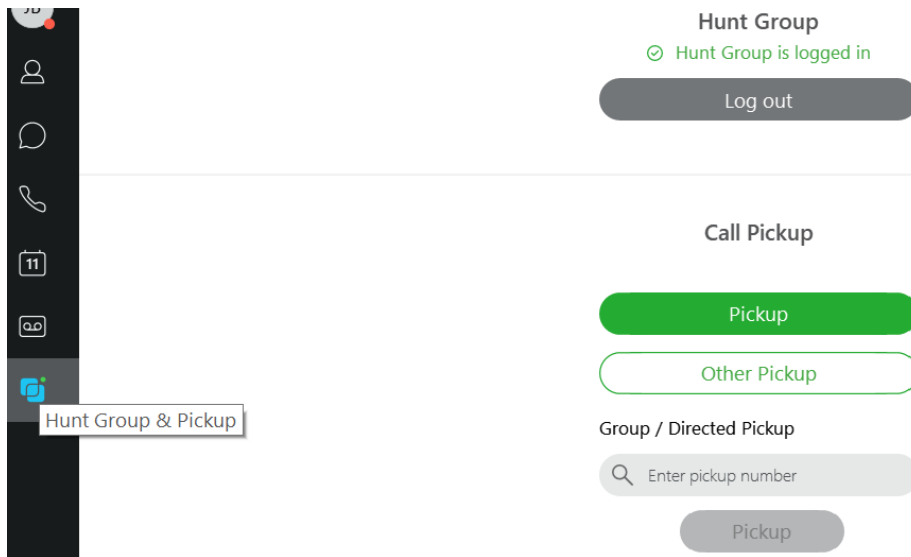 JB
Hunt Group
Hunt Group is logged in
Log out
11
Call Pickup
Pickup
Other Pickup
Hunt Group & Pickup
Group / Directed Pickup
Enter pickup number
Pickup